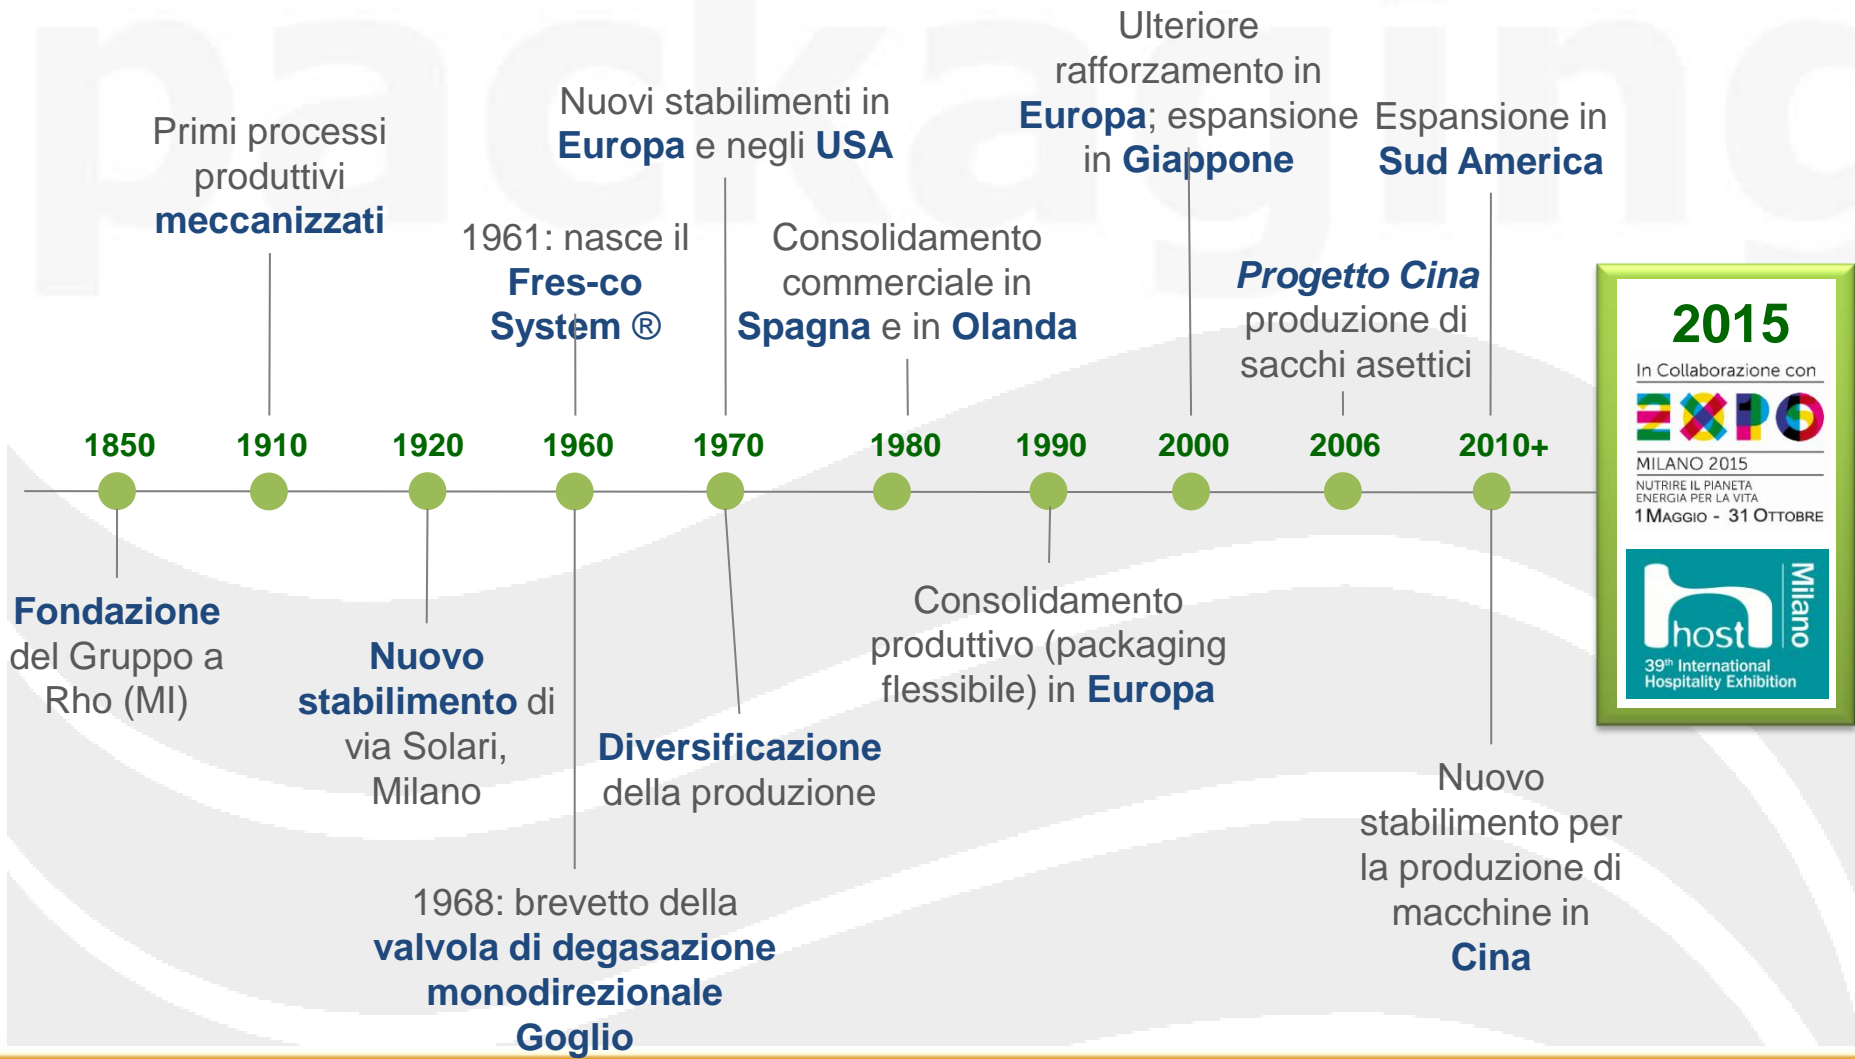 packaging
Ulteriore
rafforzamento in
Europa; espansione
in Giappone
Nuovi stabilimenti in
Europa e negli USA
Espansione in
Sud America
Primi processi
produttivi
meccanizzati
1961: nasce il
Fres-co
System ®
Consolidamento
commerciale in
Spagna e in Olanda
Progetto Cina
produzione di
sacchi asettici
1850 1910 1920 1960 1970 1980 1990 2000 2006 2010+
2015
In Collaborazione con
EXPO
MILANO 2015
NUTRIRE IL PIANETA
ENERGIA PER LA VITA
1 MAGGIO - 31 OTTOBRE
host
Milano
39th International
Hospitality Exhibition
Fondazione
del Gruppo a
Rho (MI)
Nuovo
stabilimento di
via Solari,
Milano
1968: brevetto della
valvola di degasazione
monodirezionale
Goglio
Diversificazione
della produzione
Consolidamento
produttivo (packaging
flessibile) in Europa
Nuovo
stabilimento per
la produzione di
macchine in
Cina